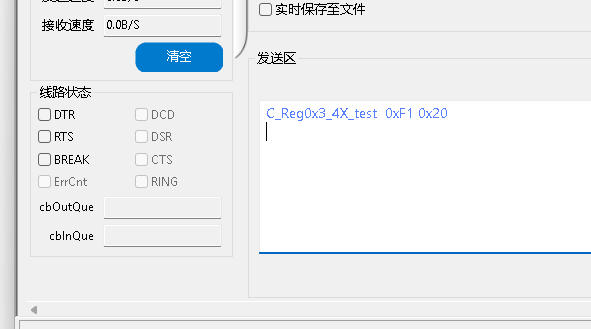 实时保存至文件
接收速度 0.0B/S
清空
发送区
线路状态
DTR DCD
RTS DSR
BREAK CTS
ErrCnt RING
cbOutQue
cbInQue
C_Reg0x3_4X_test 0xF1 0x20